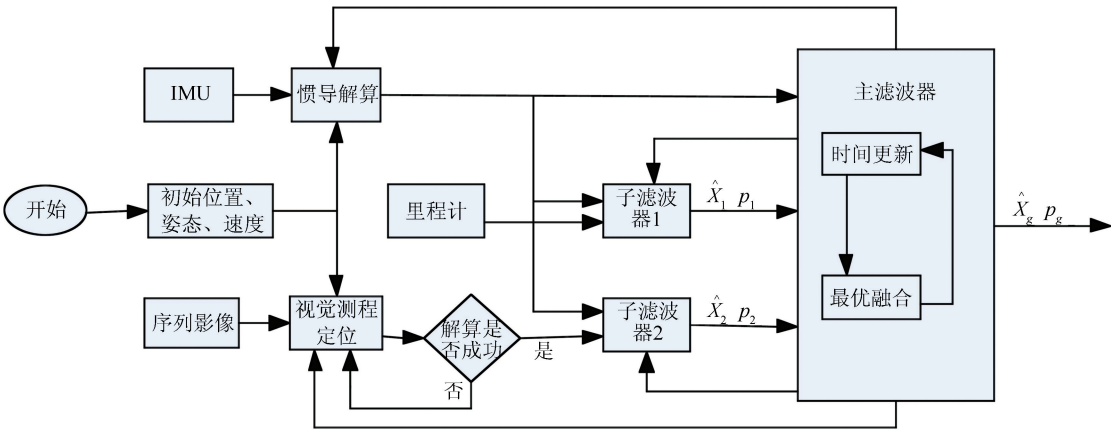 IMU
惯导解算
主滤波器
时间更新
开始
初始位置、
姿态、速度
里程计
子滤波
器1
X̂₁ p₁
X̂g pg
序列影像
视觉测程
定位
解算是
否成功
是
否
子滤波
器2
X̂₂ p₂
最优融合